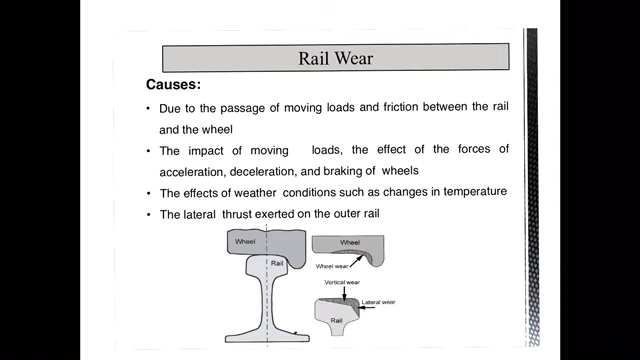 Rail Wear
Causes:
• Due to the passage of moving loads and friction between the rail
and the wheel
• The impact of moving loads, the effect of the forces of
acceleration, deceleration, and braking of wheels
• The effects of weather conditions such as changes in temperature
• The lateral thrust exerted on the outer rail
Wheel
Rail
Wheel
Wheel wear
Vertical wear
Lateral wear
Rail